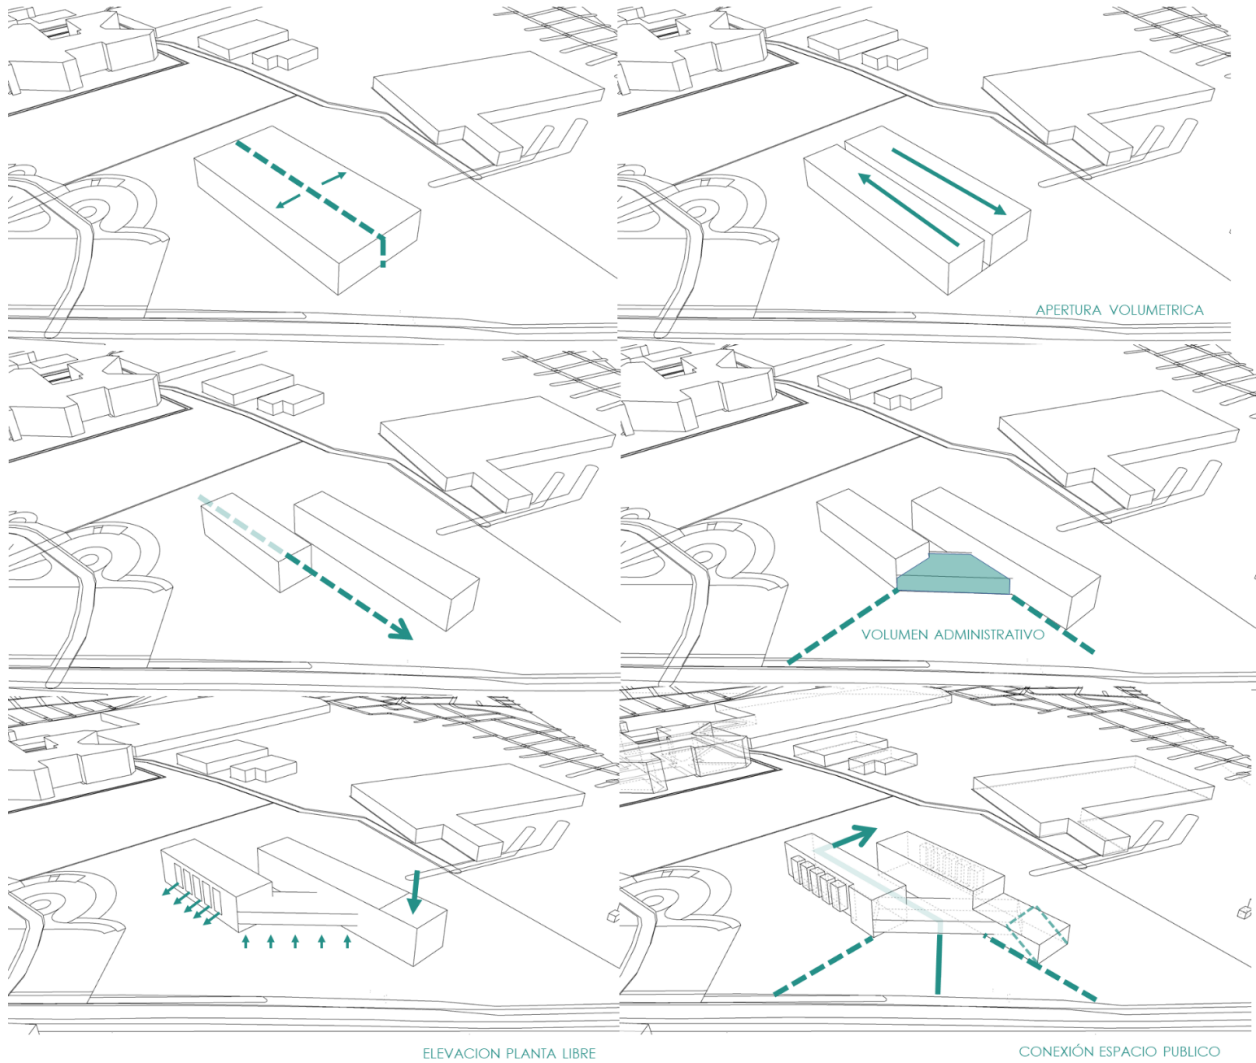 APERTURA VOLUMETRICA
VOLUMEN ADMINISTRATIVO
ELEVACION PLANTA LIBRE
CONEXIÓN ESPACIO PUBLICO